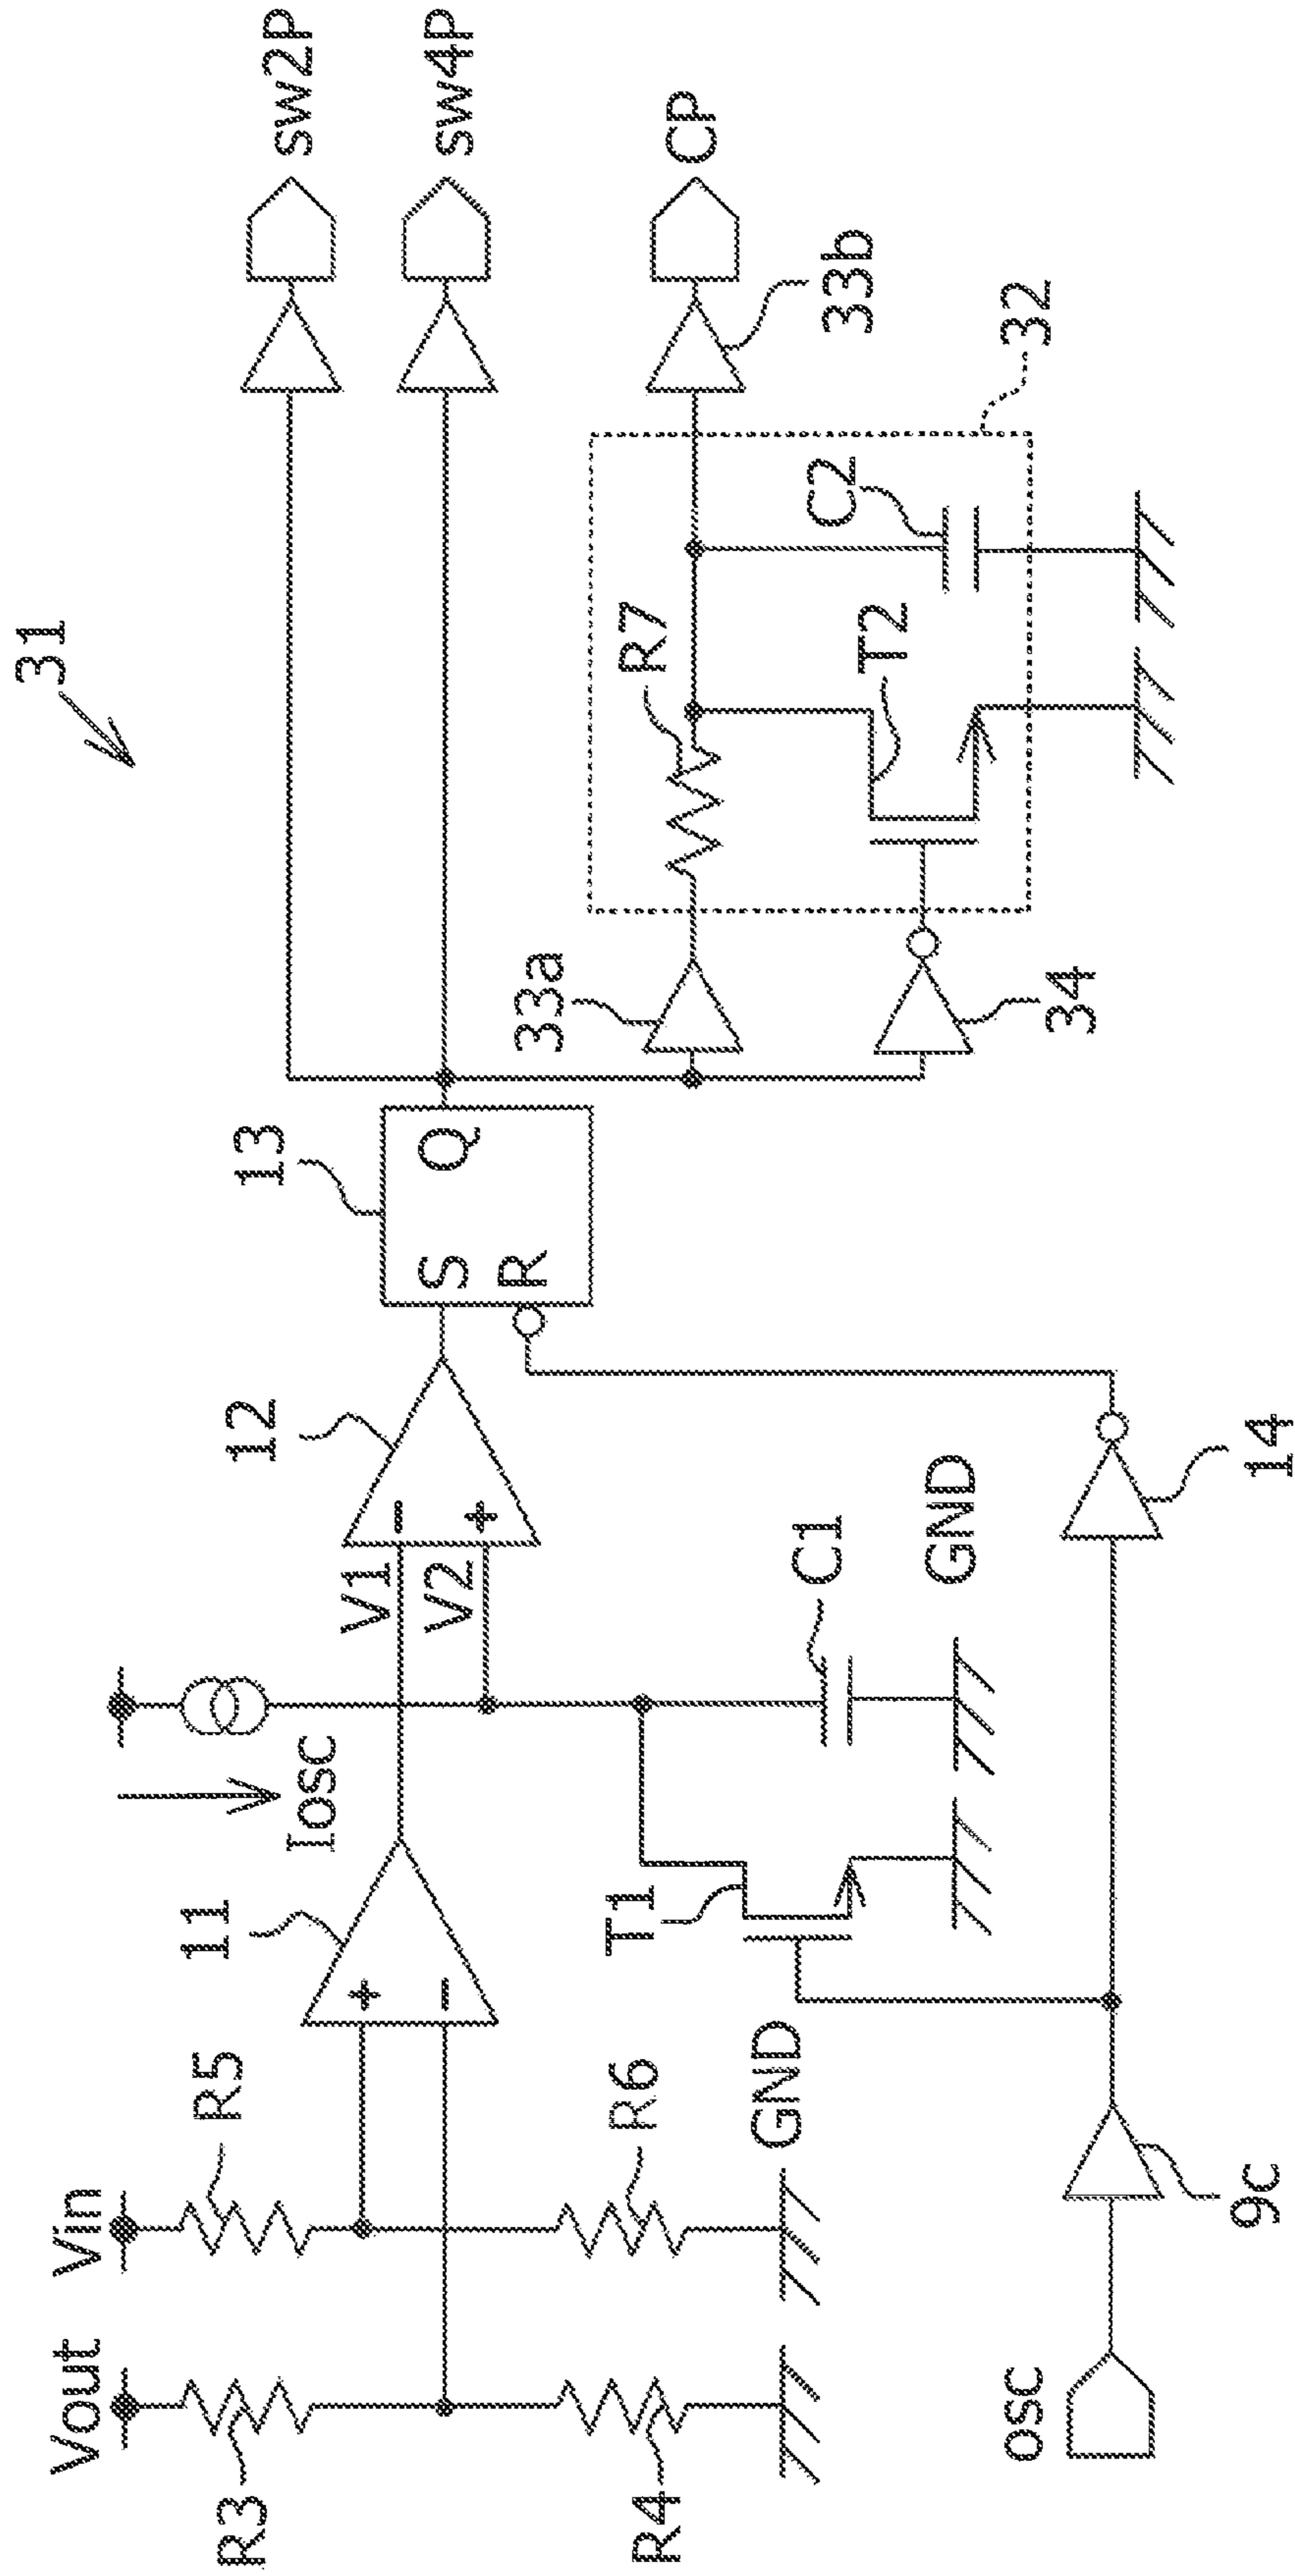 31
Vout
Vin
R3
R5
R4
R6
GND
11
+
−
Iosc
V1
V2
12
−
+
T1
C1
GND
osc
9c
14
13
S
R
Q
33a
34
R7
T2
C2
32
33b
sw2P
sw4P
CP